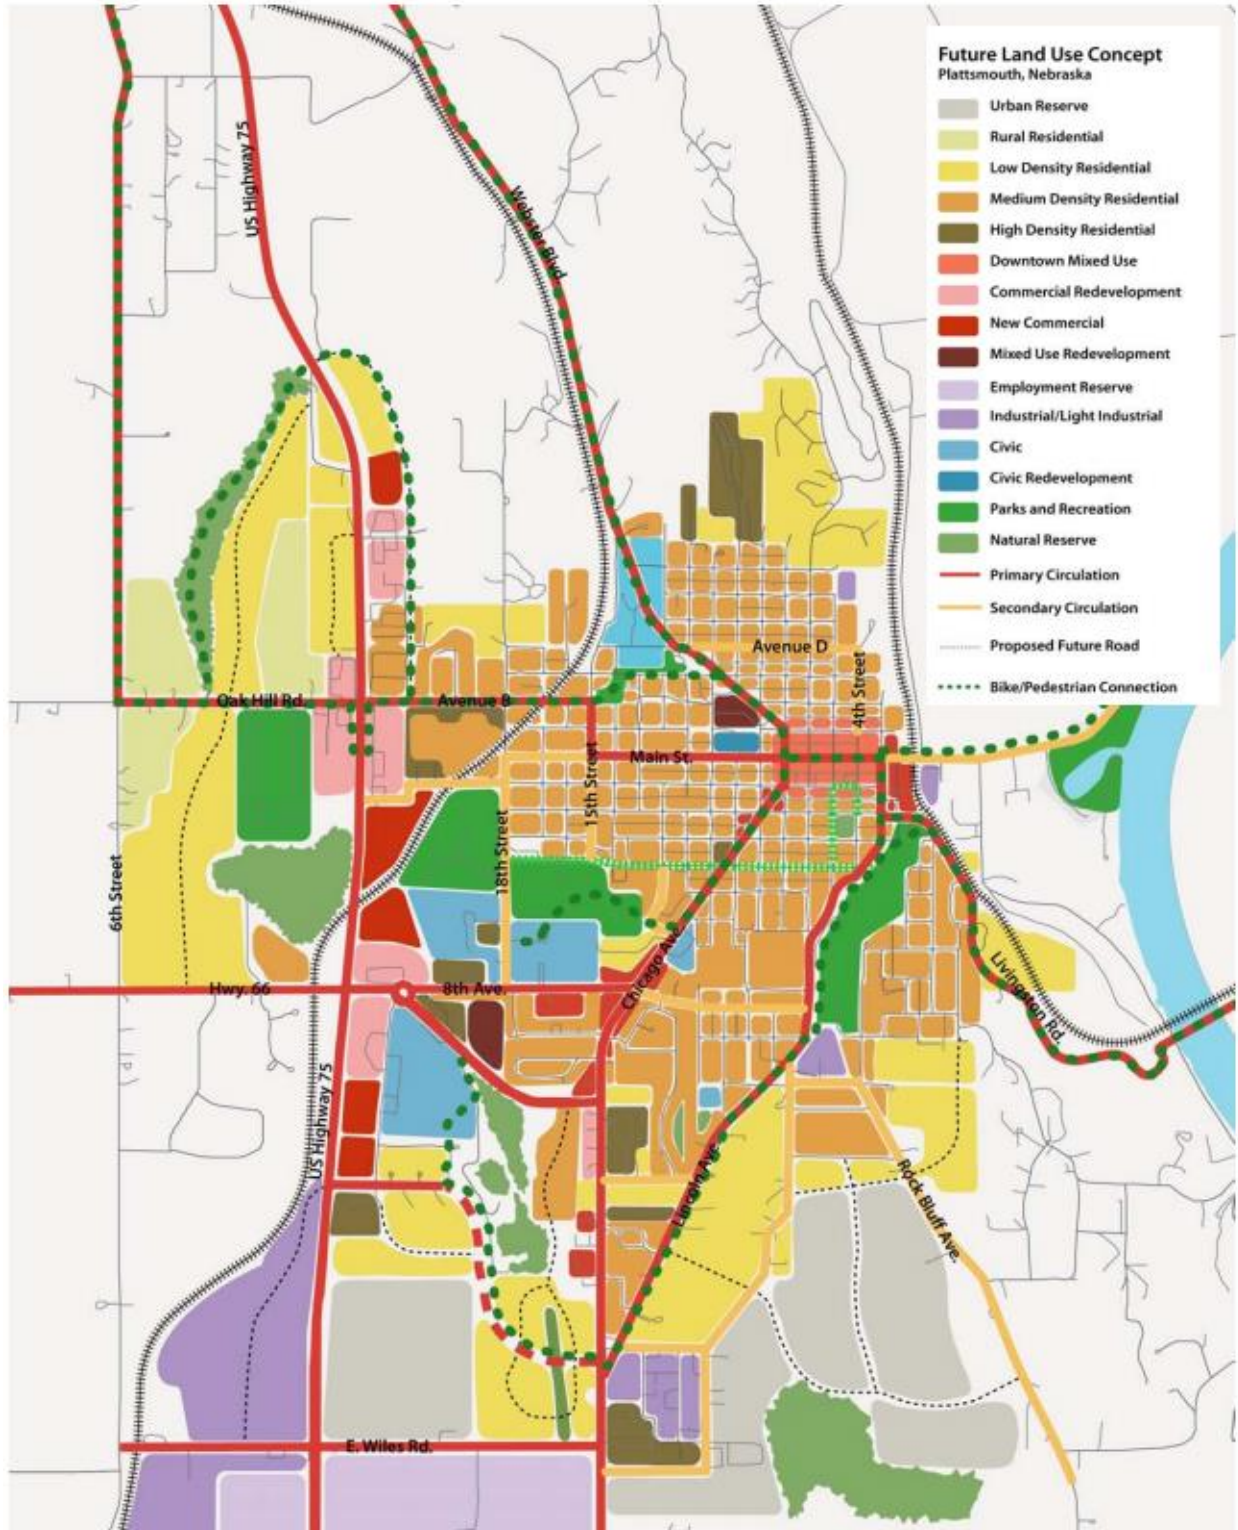 Future Land Use Concept
Plattsmouth, Nebraska
Urban Reserve
Rural Residential
Low Density Residential
Medium Density Residential
High Density Residential
Downtown Mixed Use
Commercial Redevelopment
New Commercial
Mixed Use Redevelopment
Employment Reserve
Industrial/Light Industrial
Civic
Civic Redevelopment
Parks and Recreation
Natural Reserve
Primary Circulation
Secondary Circulation
Proposed Future Road
Bike/Pedestrian Connection
US Highway 75
Webster Blvd.
Avenue D
4th Street
Oak Hill Rd.
Avenue B
Main St.
15th Street
18th Street
6th Street
Chicago Ave.
Livingston Rd.
Hwy. 66
8th Ave.
US Highway 75
Lincoln Ave.
Rock Bluff Ave.
E. Wiles Rd.